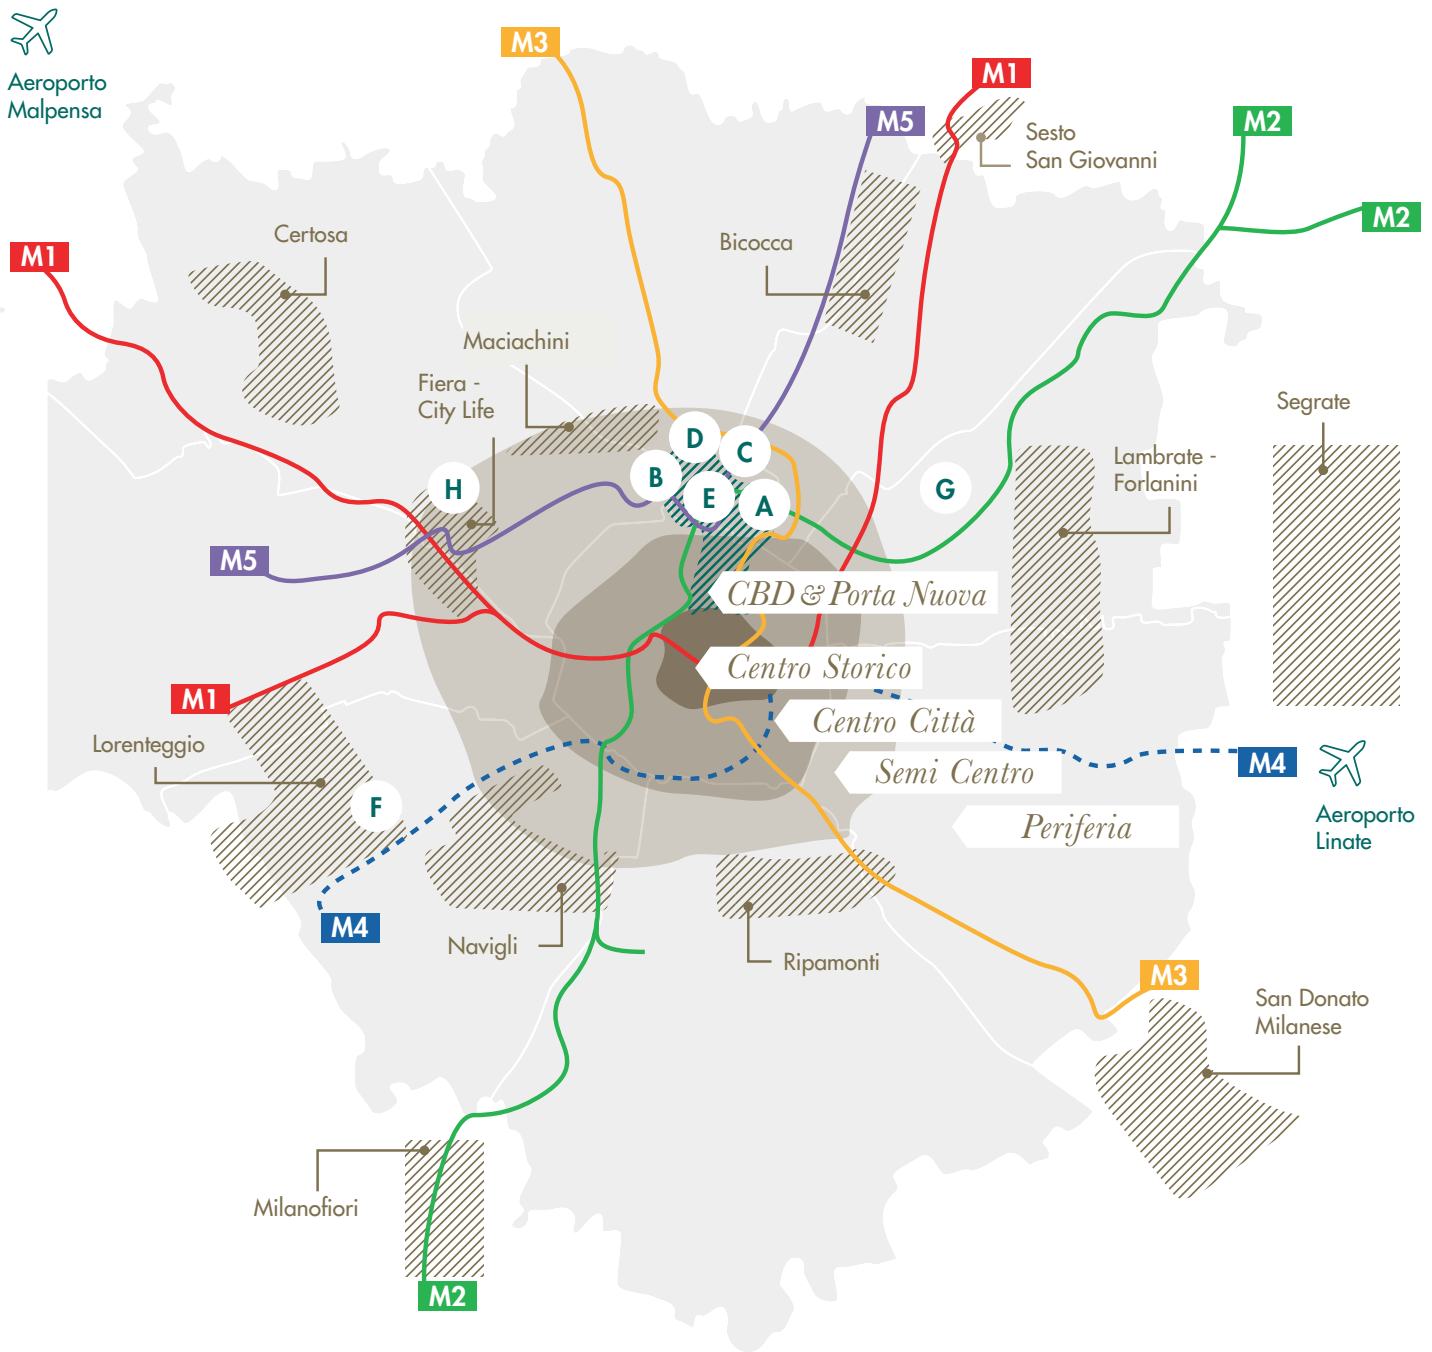 M3
M1
Aeroporto
Malpensa
M5
M2
Sesto
San Giovanni
M2
Certosa
Bicocca
M1
Maciachini
Fiera -
City Life
Segrate
D
C
Lambrate -
Forlanini
B
H
E
A
G
M5
CBD & Porta Nuova
Centro Storico
M1
Centro Città
Lorenteggio
M4
Semi Centro
F
Aeroporto
Linate
Periferia
M4
Navigli
Ripamonti
M3
San Donato
Milanese
Milanofiori
M2